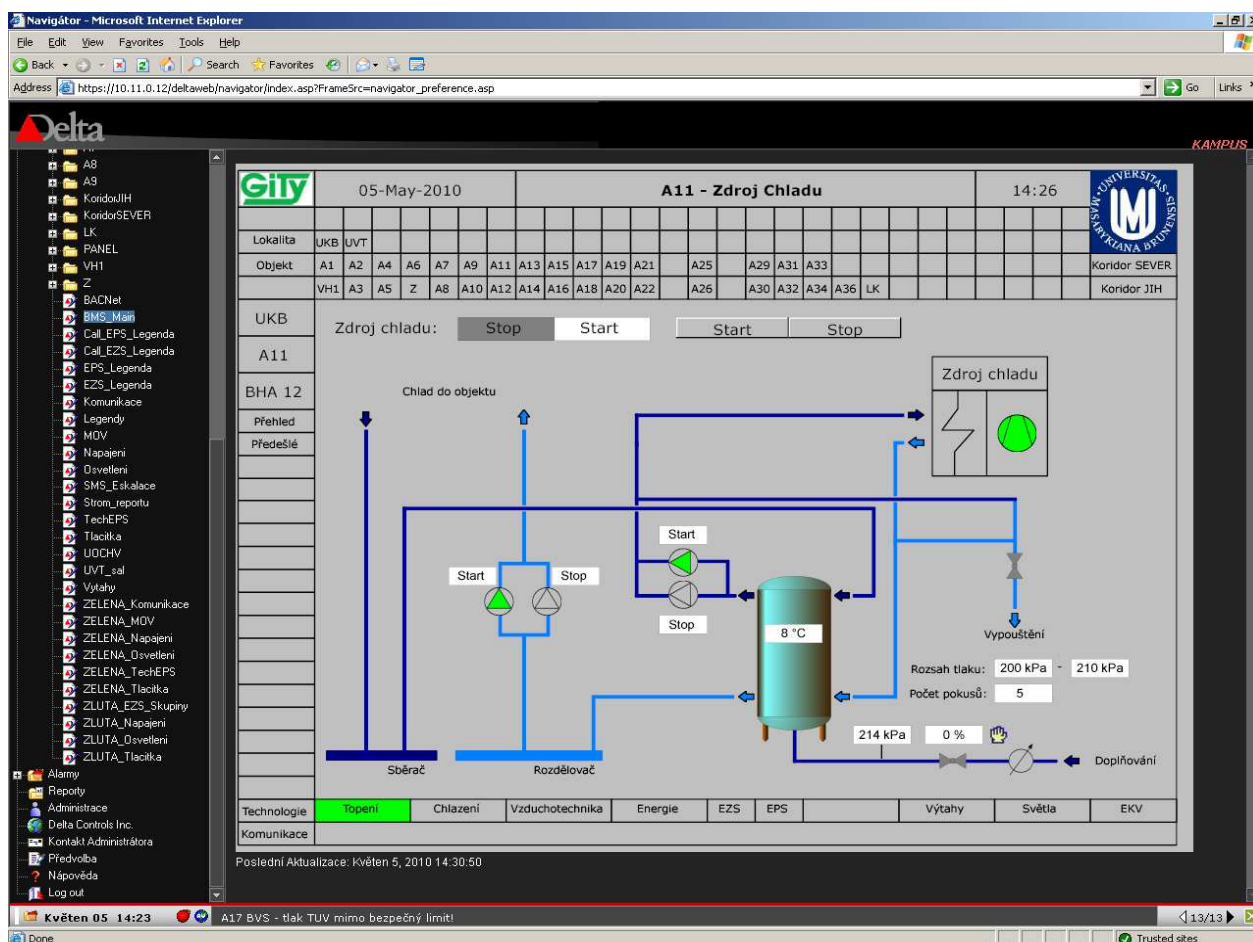 Navigátor - Microsoft Internet Explorer
File Edit View Favorites Tools Help
Back Search Favorites
Address https://10.11.0.12/deltaweb/navigator/index.asp?FrameSrc=navigator_preference.asp Go Links
Delta
KAMPUS
A8
A9
KoridorJIH
KoridorSEVER
LK
PANEL
VH1
Z
BACNet
BMS_Main
Call_EPS_Legenda
Call_EZS_Legenda
EPS_Legenda
EZS_Legenda
Komunikace
Legendy
MOV
Napajeni
Osvetleni
SMS_Eskalace
Strom_reportu
TechEPS
Tlacitka
UOCHV
UVT_sal
Vytahy
ZELENA_Komunikace
ZELENA_MOV
ZELENA_Napajeni
ZELENA_Osvetleni
ZELENA_TechEPS
ZELENA_Tlacitka
ZLUTA_EZS_Skupiny
ZLUTA_Napajeni
ZLUTA_Osvetleni
ZLUTA_Tlacitka
Alarmy
Reporty
Administrace
Delta Controls Inc.
Kontakt Administrátora
Předvolba
Nápověda
Log out
GiTy 05-May-2010 A11 - Zdroj Chladu 14:26
UNIVERSITAS MASARYKIANA BRUNENSIS
Lokalita UKB UVT
Objekt A1 A2 A4 A6 A7 A9 A11 A13 A15 A17 A19 A21 A25 A29 A31 A33 Koridor SEVER
VH1 A3 A5 Z A8 A10 A12 A14 A16 A18 A20 A22 A26 A30 A32 A34 A36 LK Koridor JIH
UKB
A11
BHA 12
Přehled
Předešlé
Zdroj chladu: Stop Start Start Stop
Zdroj chladu
Chlad do objektu
Start
Start Stop
Stop
8 °C
Vypouštění
Rozsah tlaku: 200 kPa - 210 kPa
Počet pokusů: 5
214 kPa 0 %
Doplňování
Sběrač Rozdělovač
Technologie Topení Chlazení Vzduchotechnika Energie EZS EPS Výtahy Světla EKV
Komunikace
Poslední Aktualizace: Květen 5, 2010 14:30:50
Květen 05 14:23 A17 BVS - tlak TUV mimo bezpečný limit! 13/13
Done Trusted sites